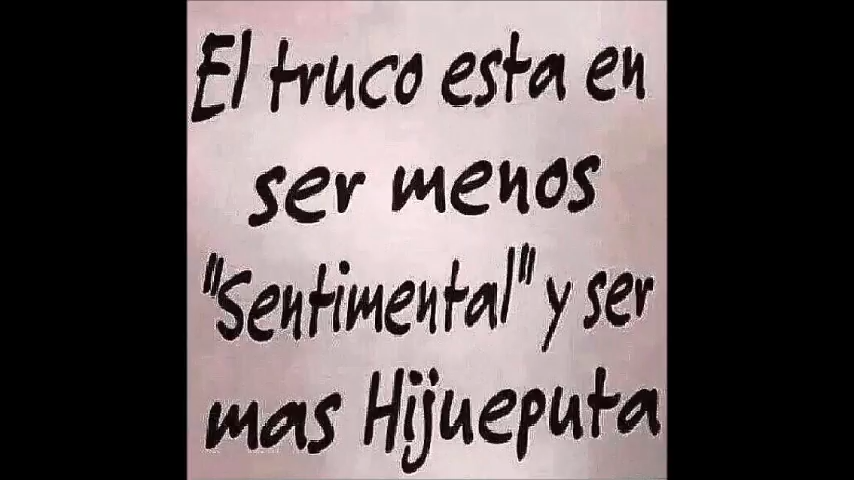 El truco esta en
ser menos
"Sentimental" y ser
mas Hijueputa